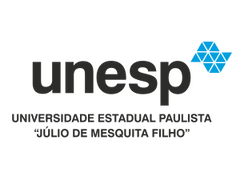 unesp
UNIVERSIDADE ESTADUAL PAULISTA
“JÚLIO DE MESQUITA FILHO”